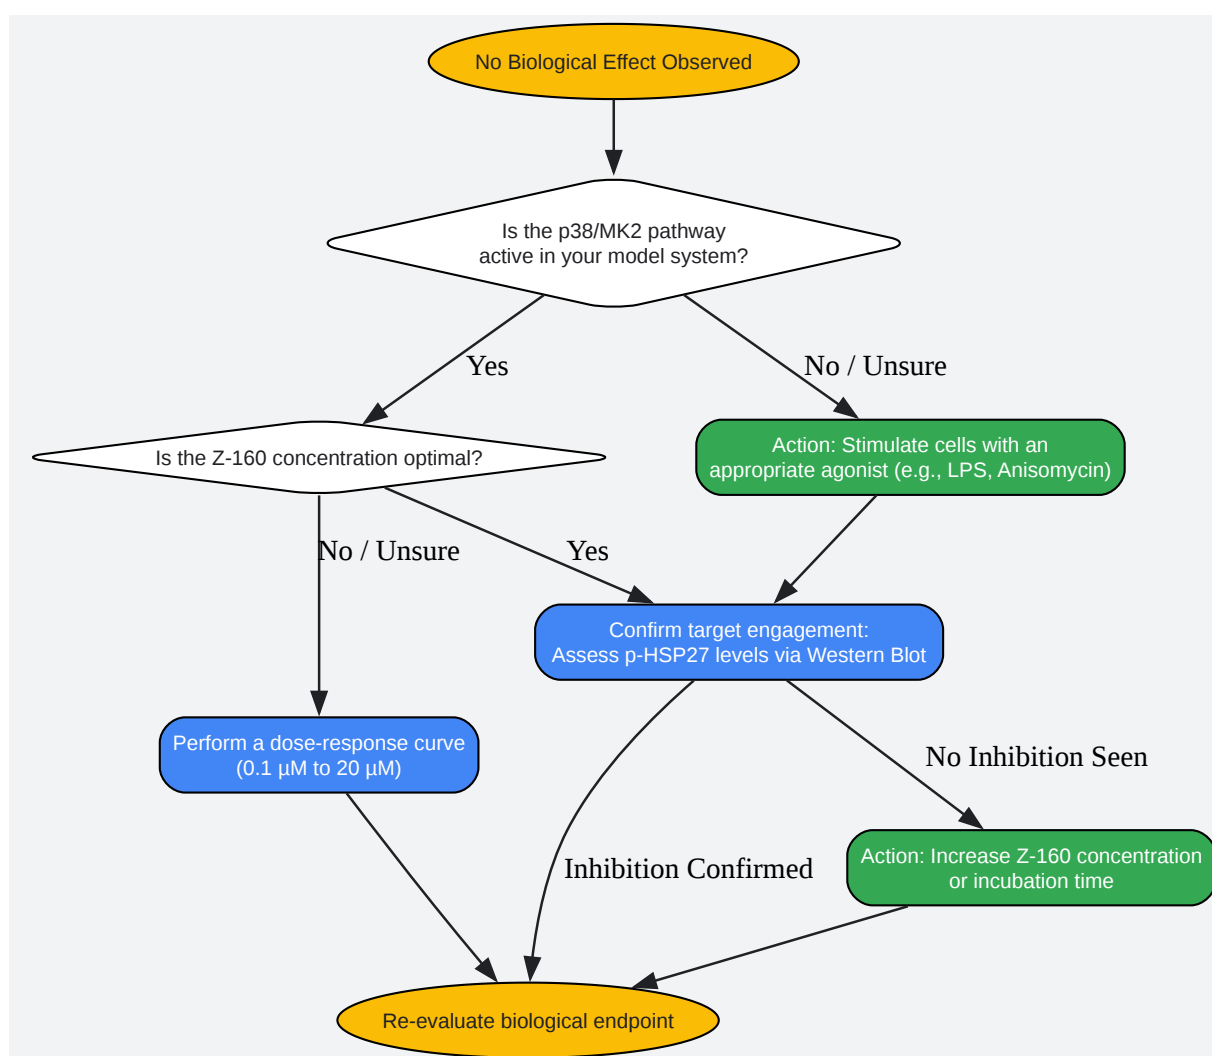 No Biological Effect Observed
Is the p38/MK2 pathway
active in your model system?
Yes
No / Unsure
Is the Z-160 concentration optimal?
Action: Stimulate cells with an
appropriate agonist (e.g., LPS, Anisomycin)
No / Unsure
Yes
Confirm target engagement:
Assess p-HSP27 levels via Western Blot
Perform a dose-response curve
(0.1 µM to 20 µM)
No Inhibition Seen
Inhibition Confirmed
Action: Increase Z-160 concentration
or incubation time
Re-evaluate biological endpoint